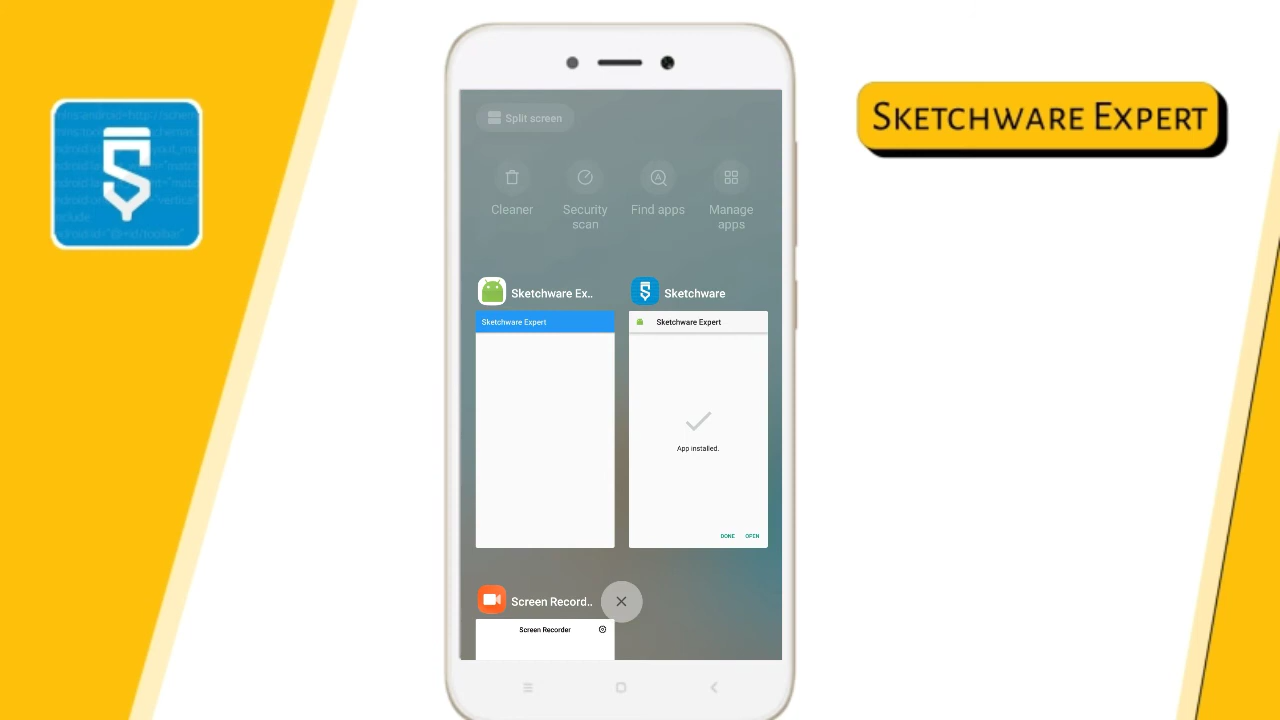 SKETCHWARE EXPERT
Split screen
Cleaner
Security
scan
Find apps
Manage
apps
Sketchware Ex..
Sketchware
Sketchware Expert
Sketchware Expert
App installed.
DONE OPEN
Screen Record..
Screen Recorder